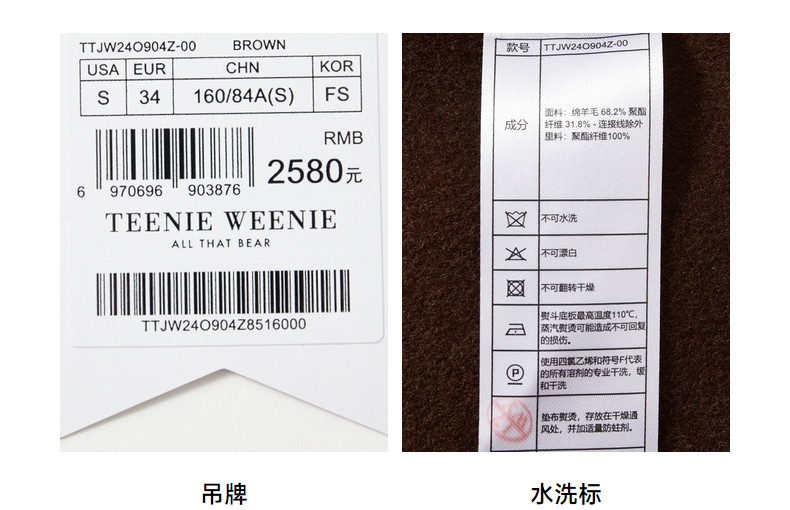 TTJW24O904Z-00 BROWN
USA EUR CHN KOR
S 34 160/84A(S) FS
RMB
2580元
6 970696 903876
TEENIE WEENIE
ALL THAT BEAR
TTJW24O904Z8516000
吊牌
款号 TTJW24O904Z-00
成分
面料：绵羊毛 68.2% 聚酯
纤维 31.8% - 连接线除外
里料：聚酯纤维100%
不可水洗
不可漂白
不可翻转干燥
熨斗底板最高温度110℃，
蒸汽熨烫可能造成不可回复
的损伤。
P
使用四氯乙烯和符号F代表
的所有溶剂的专业干洗，缓
和干洗
垫布熨烫，存放在干燥通
风处，并加适量防蛀剂。
水洗标